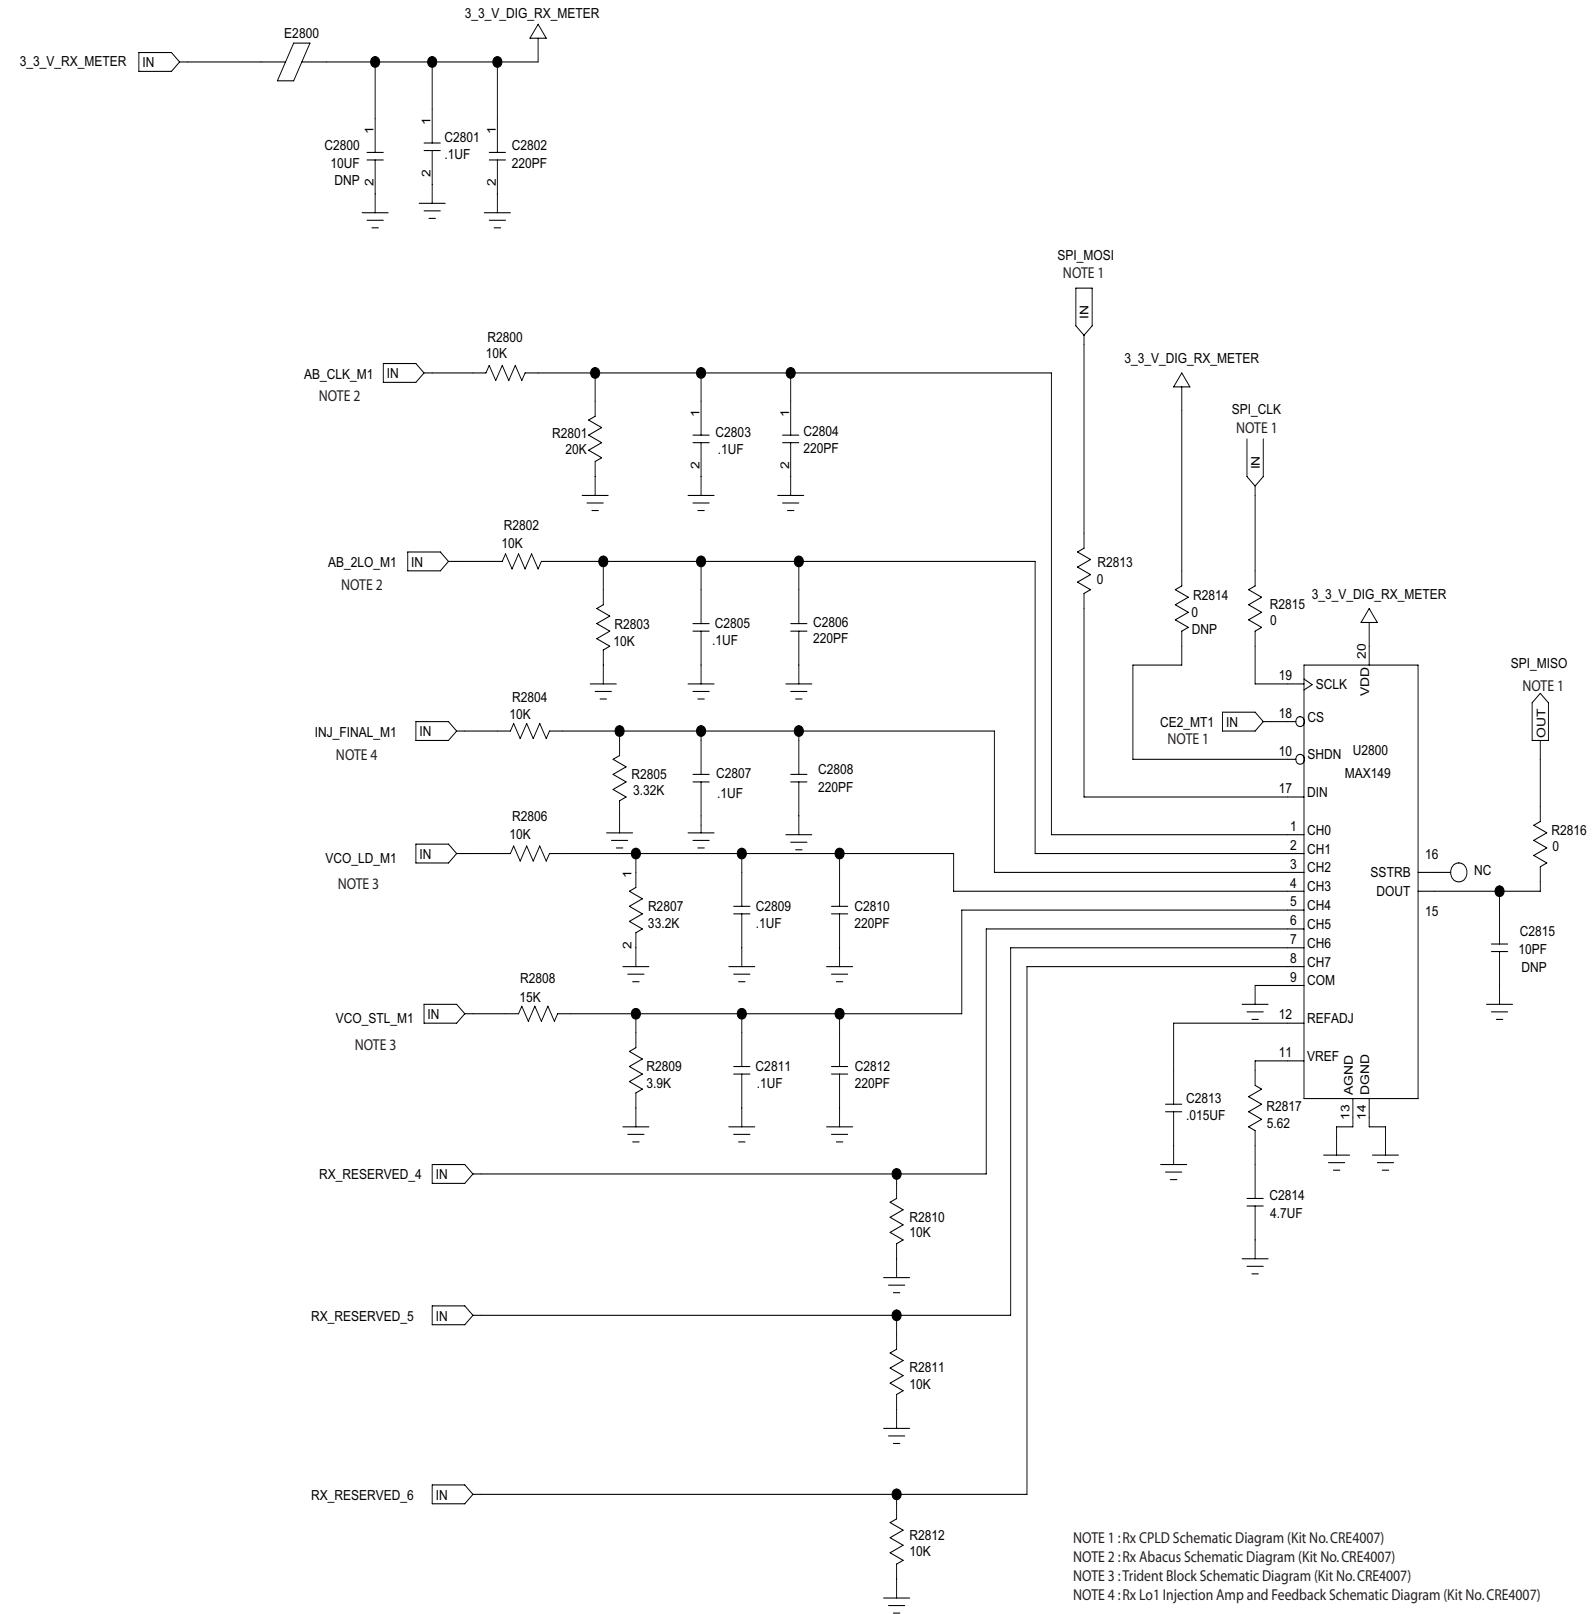 3_3_V_DIG_RX_METER
E2800
3_3_V_RX_METER
IN
C2800
10UF
DNP
1
2
C2801
.1UF
1
2
C2802
220PF
1
2
SPI_MOSI
NOTE 1
IN
R2800
10K
AB_CLK_M1
IN
NOTE 2
R2801
20K
1
C2803
.1UF
2
1
C2804
220PF
2
3_3_V_DIG_RX_METER
SPI_CLK
NOTE 1
IN
R2802
10K
AB_2LO_M1
IN
NOTE 2
R2803
10K
C2805
.1UF
C2806
220PF
R2813
0
R2814
0
DNP
R2815
0
3_3_V_DIG_RX_METER
R2804
10K
INJ_FINAL_M1
IN
NOTE 4
R2805
3.32K
C2807
.1UF
C2808
220PF
R2806
10K
VCO_LD_M1
IN
NOTE 3
1
R2807
33.2K
2
C2809
.1UF
C2810
220PF
R2808
15K
VCO_STL_M1
IN
NOTE 3
R2809
3.9K
C2811
.1UF
C2812
220PF
RX_RESERVED_4
IN
R2810
10K
RX_RESERVED_5
IN
R2811
10K
RX_RESERVED_6
IN
R2812
10K
20
VDD
19
SCLK
CE2_MT1
IN
NOTE 1
18
CS
10
SHDN
U2800
MAX149
17
DIN
1
CH0
2
CH1
3
CH2
4
CH3
5
CH4
6
CH5
7
CH6
8
CH7
9
COM
12
REFADJ
11
VREF
AGND
DGND
13
14
SSTRB
16
NC
DOUT
15
SPI_MISO
NOTE 1
OUT
R2816
0
C2815
10PF
DNP
C2813
.015UF
R2817
5.62
C2814
4.7UF
NOTE 1 : Rx CPLD Schematic Diagram (Kit No. CRE4007)
NOTE 2 : Rx Abacus Schematic Diagram (Kit No. CRE4007)
NOTE 3 : Trident Block Schematic Diagram (Kit No. CRE4007)
NOTE 4 : Rx Lo1 Injection Amp and Feedback Schematic Diagram (Kit No. CRE4007)